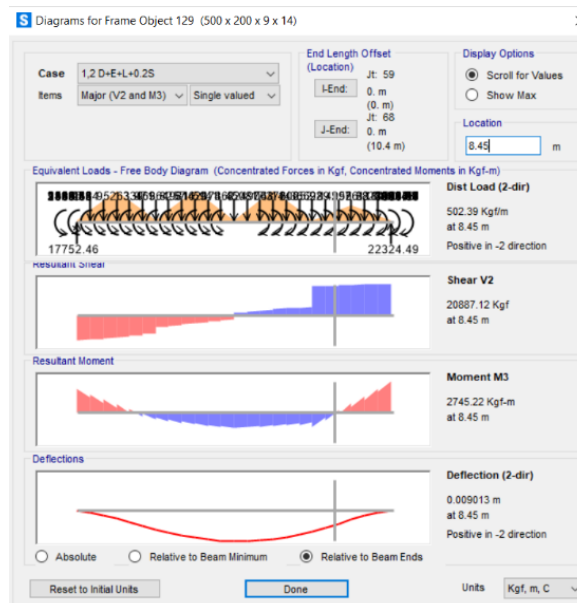 Diagrams for Frame Object 129 (500 x 200 x 9 x 14)
Case 1,2 D+E+L+0.2S
Items Major (V2 and M3) Single valued
End Length Offset
(Location)
I-End: Jt: 59
0. m
(0. m)
J-End: Jt: 68
0. m
(10.4 m)
Display Options
Scroll for Values
Show Max
Location
8.45 m
Equivalent Loads - Free Body Diagram (Concentrated Forces in Kgf, Concentrated Moments in Kgf-m)
17752.46 22324.49
Dist Load (2-dir)
502.39 Kgf/m
at 8.45 m
Positive in -2 direction
Resultant Shear
Shear V2
20887.12 Kgf
at 8.45 m
Resultant Moment
Moment M3
2745.22 Kgf-m
at 8.45 m
Deflections
Deflection (2-dir)
0.009013 m
at 8.45 m
Positive in -2 direction
Absolute Relative to Beam Minimum Relative to Beam Ends
Reset to Initial Units Done Units Kgf, m, C